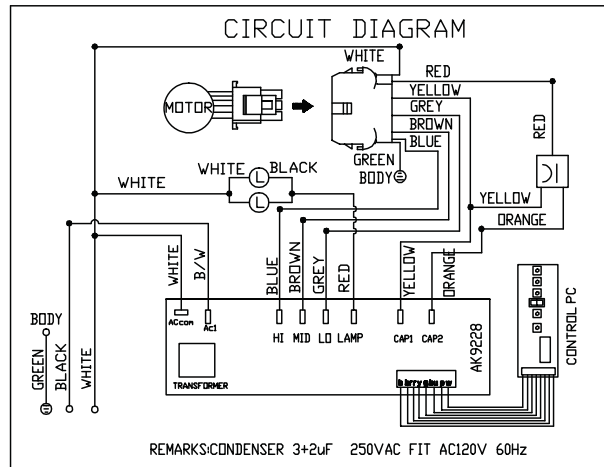 CIRCUIT DIAGRAM
WHITE
RED
YELLOW
GREY
BROWN
BLUE
MOTOR
GREEN
BODY
RED
WHITE
BLACK
L
L
WHITE
YELLOW
ORANGE
WHITE
B/W
BLUE
BROWN
GREY
RED
YELLOW
ORANGE
BODY
GREEN
BLACK
WHITE
ACcom
Ac1
HI
MID
LO
LAMP
CAP1
CAP2
TRANSFORMER
AK9228
CONTROL PC
REMARKS:CONDENSER 3+2uF 250VAC FIT AC120V 60Hz